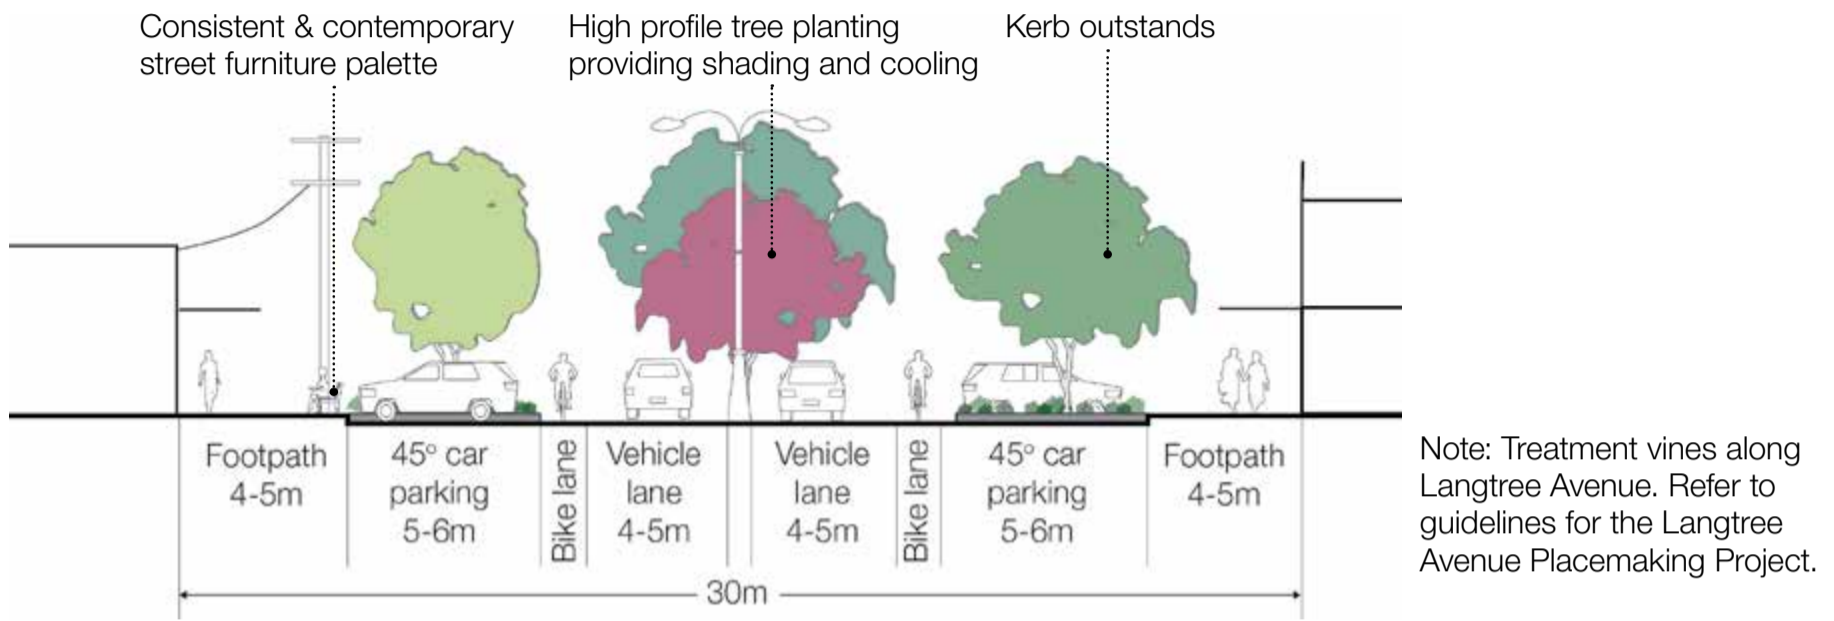 Consistent & contemporary
street furniture palette
High profile tree planting
providing shading and cooling
Kerb outstands
Footpath
4-5m
45° car
parking
5-6m
Bike lane
Vehicle
lane
4-5m
Vehicle
lane
4-5m
Bike lane
45° car
parking
5-6m
Footpath
4-5m
30m
Note: Treatment vines along
Langtree Avenue. Refer to
guidelines for the Langtree
Avenue Placemaking Project.